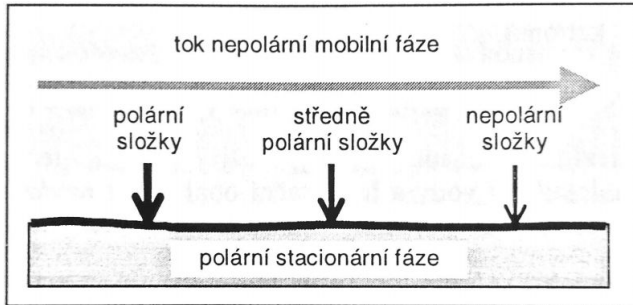 tok nepolární mobilní fáze
polární
složky
středně
polární složky
nepolární
složky
polární stacionární fáze